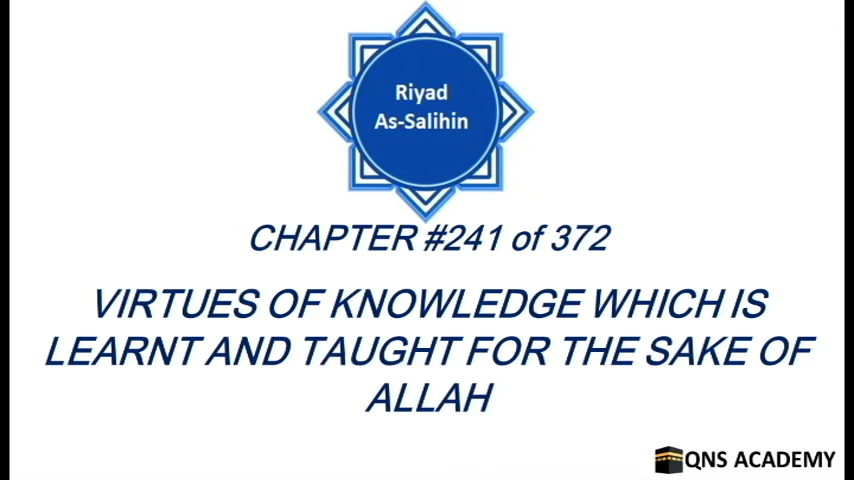 Riyad
As-Salihin
CHAPTER #241 of 372
VIRTUES OF KNOWLEDGE WHICH IS
LEARNT AND TAUGHT FOR THE SAKE OF
ALLAH
QNS ACADEMY